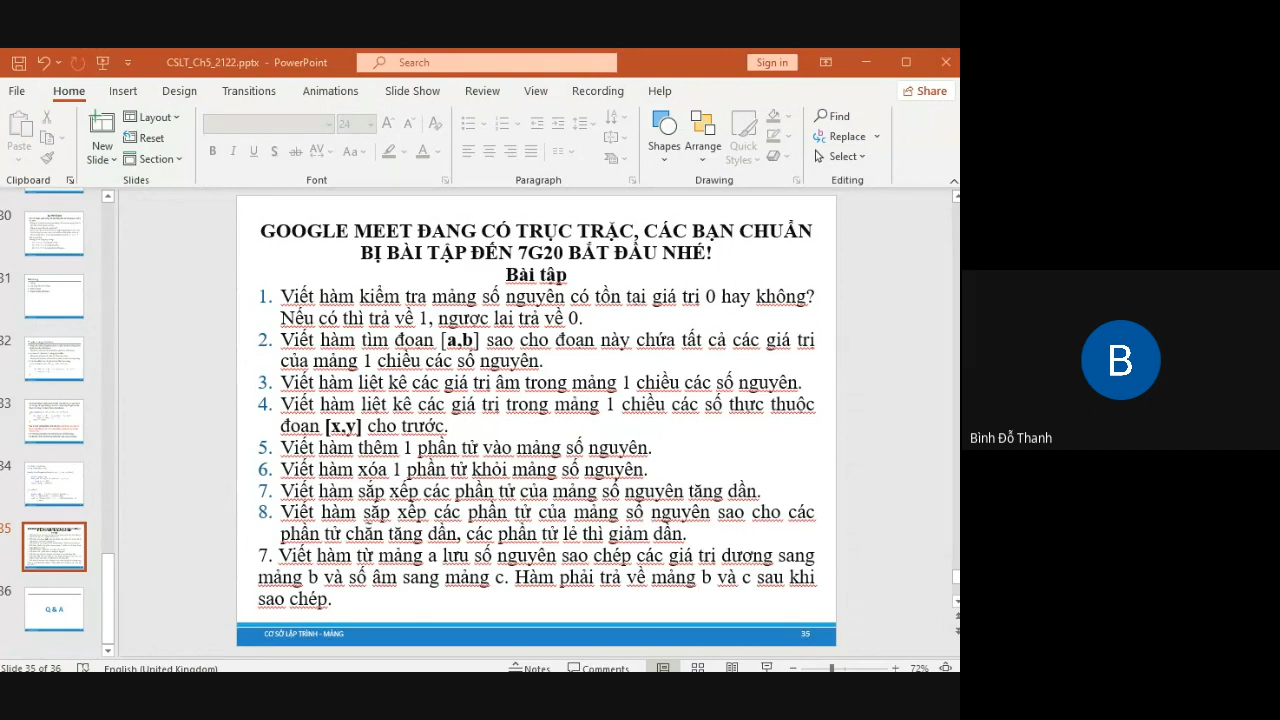 CSLT_Ch5_2122.pptx - PowerPoint
Search
Sign in
File Home Insert Design Transitions Animations Slide Show Review View Recording Help Share
Paste
New Slide
Layout
Reset
Section
24
B I U S ab AV Aa A
Shapes Arrange Quick Styles
Find
Replace
Select
Clipboard Slides Font Paragraph Drawing Editing
30
31
32
33
34
35
36
Q & A
GOOGLE MEET ĐANG CÓ TRỤC TRẶC, CÁC BẠN CHUẨN
BỊ BÀI TẬP ĐẾN 7G20 BẮT ĐẦU NHÉ!
Bài tập
1. Viết hàm kiểm tra mảng số nguyên có tồn tại giá trị 0 hay không?
Nếu có thì trả về 1, ngược lại trả về 0.
2. Viết hàm tìm đoạn [a,b] sao cho đoạn này chứa tất cả các giá trị
của mảng 1 chiều các số nguyên.
3. Viết hàm liệt kê các giá trị âm trong mảng 1 chiều các số nguyên.
4. Viết hàm liệt kê các giá trị trong mảng 1 chiều các số thực thuộc
đoạn [x,y] cho trước.
5. Viết hàm thêm 1 phần tử vào mảng số nguyên.
6. Viết hàm xóa 1 phần tử khỏi mảng số nguyên.
7. Viết hàm sắp xếp các phần tử của mảng số nguyên tăng dần.
8. Viết hàm sắp xếp các phần tử của mảng số nguyên sao cho các
phần tử chẵn tăng dần, các phần tử lẻ thì giảm dần.
7. Viết hàm từ mảng a lưu số nguyên sao chép các giá trị dương sang
mảng b và số âm sang mảng c. Hàm phải trả về mảng b và c sau khi
sao chép.
CƠ SỞ LẬP TRÌNH - MẢNG 35
Slide 35 of 36 English (United Kingdom) Notes Comments 72%
B
Bình Đỗ Thanh